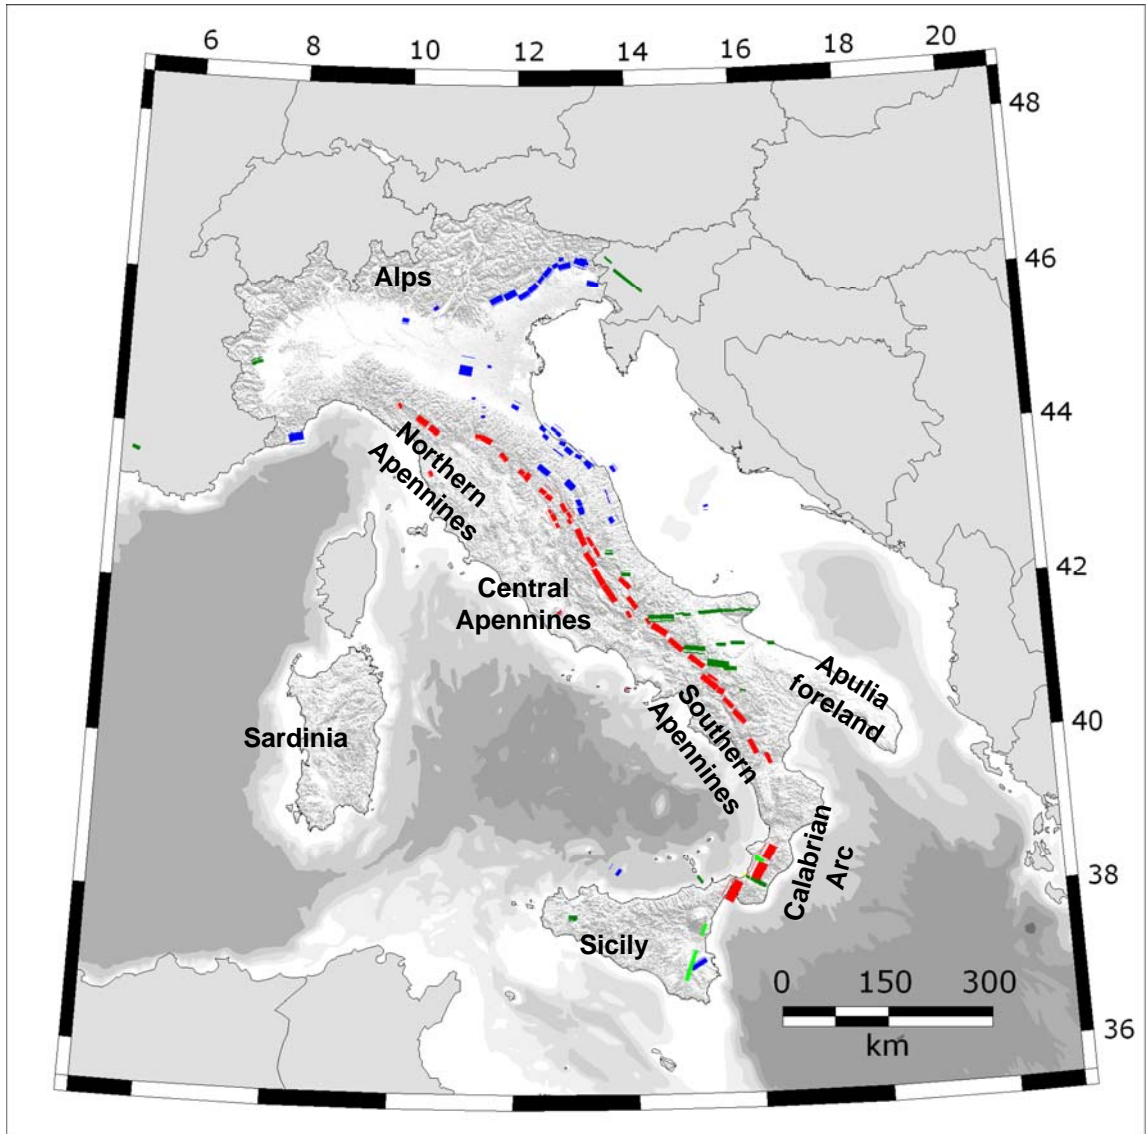 6 8 10 12 14 16 18 20
48
46
44
42
40
38
36
Alps
Northern
Apennines
Central
Apennines
Southern
Apennines
Apulia
foreland
Calabrian
Arc
Sardinia
Sicily
0 150 300
km